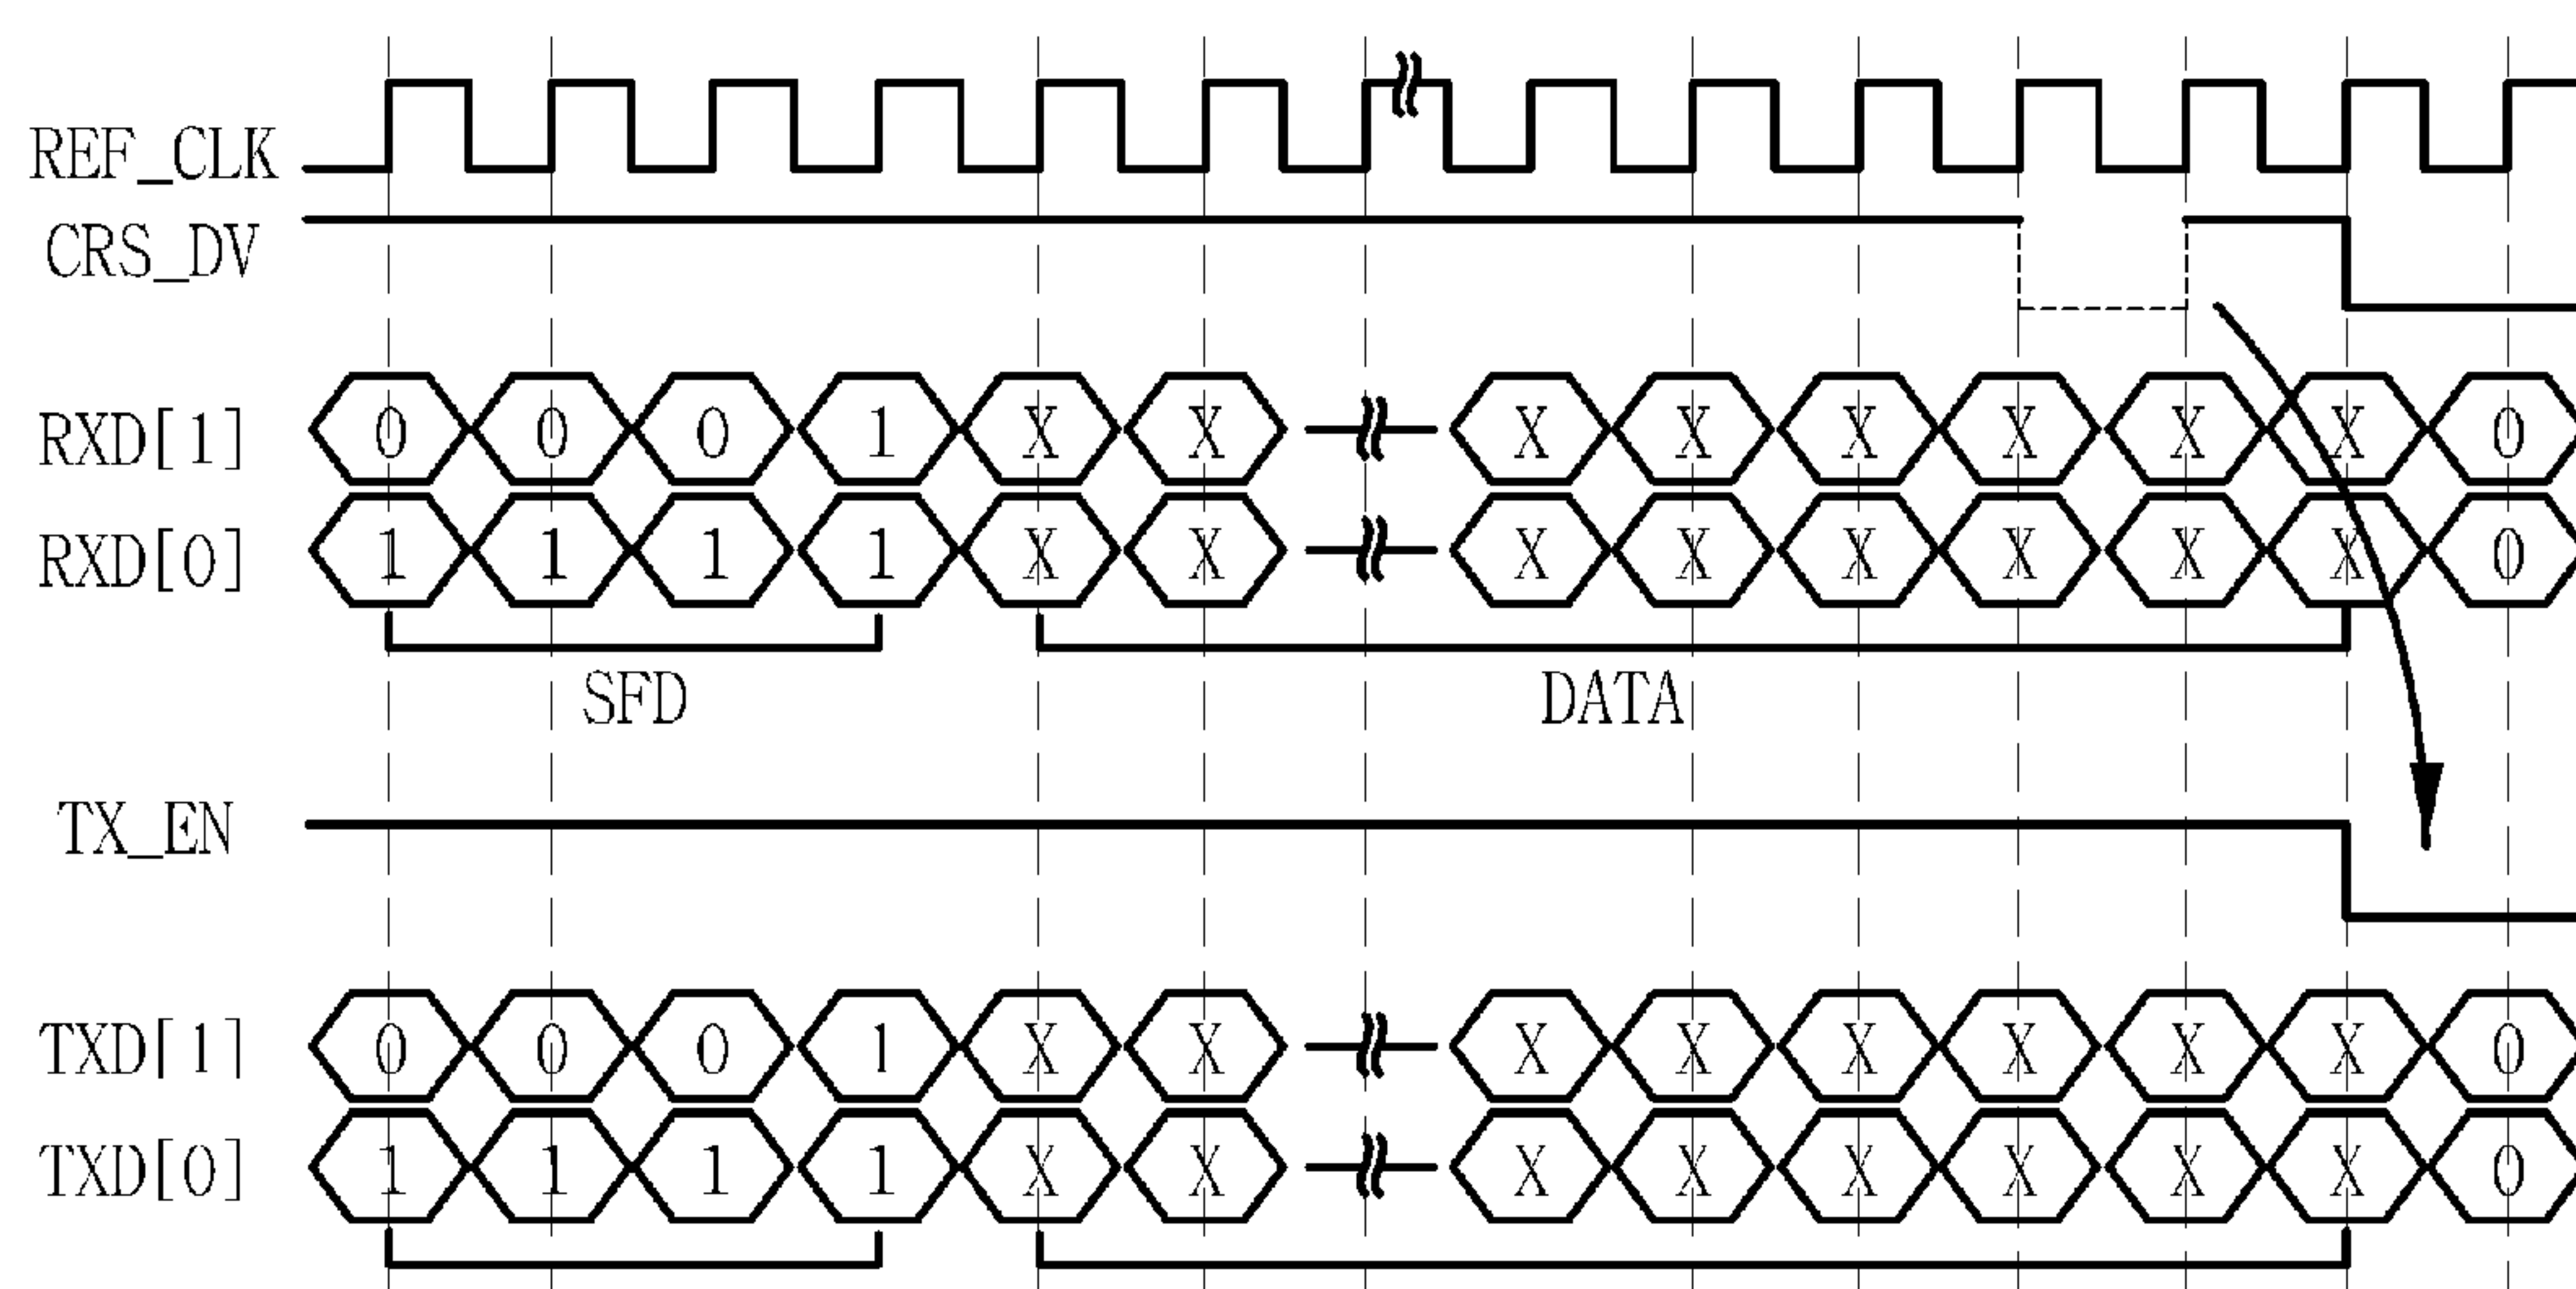 REF_CLK
CRS_DV
RXD[1] 0 0 0 1 X X X X X X X X 0
RXD[0] 1 1 1 1 X X X X X X X X 0
SFD DATA
TX_EN
TXD[1] 0 0 0 1 X X X X X X X X 0
TXD[0] 1 1 1 1 X X X X X X X X 0